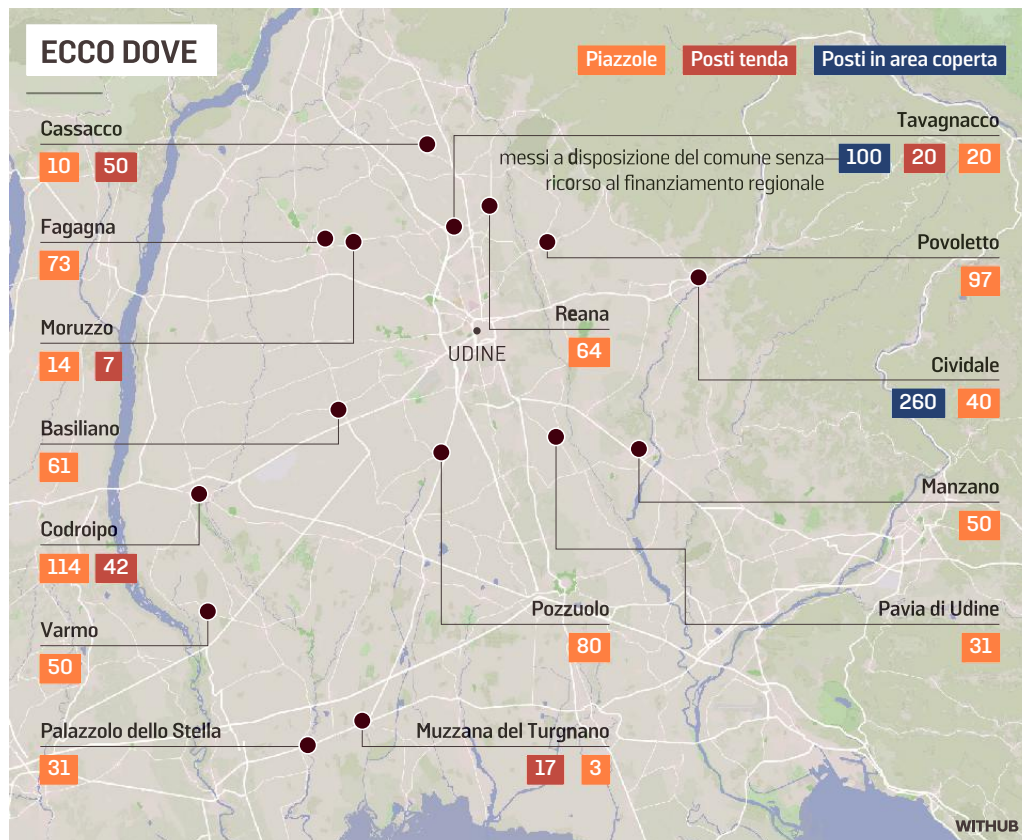 ECCO DOVE
Piazzole Posti tenda Posti in area coperta
Cassacco
10 50
Tavagnacco
messi a disposizione del comune senza 100 20 20
ricorso al finanziamento regionale
Fagagna
73
Povoletto
97
Moruzzo
14 7
Reana
64
UDINE
Cividale
260 40
Basiliano
61
Manzano
50
Codroipo
114 42
Varmo
50
Pozzuolo
80
Pavia di Udine
31
Palazzolo dello Stella
31
Muzzana del Turgnano
17 3
WITHUB